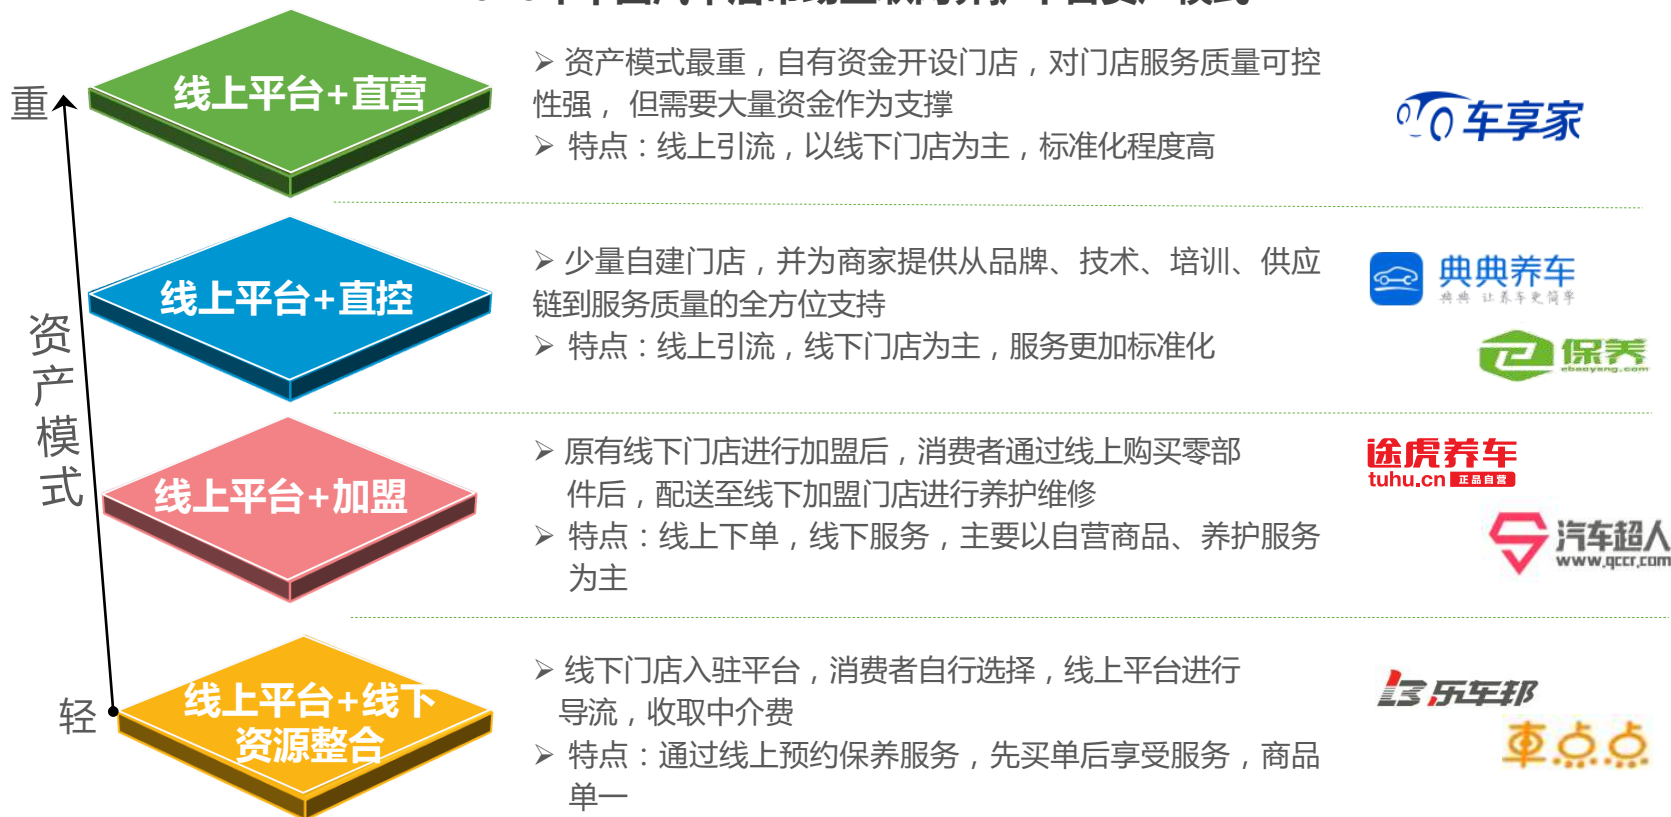 重
资产模式
轻
线上平台+直营
➢ 资产模式最重，自有资金开设门店，对门店服务质量可控
性强， 但需要大量资金作为支撑
➢ 特点：线上引流，以线下门店为主，标准化程度高
车享家
线上平台+直控
➢ 少量自建门店，并为商家提供从品牌、技术、培训、供应
链到服务质量的全方位支持
➢ 特点：线上引流，线下门店为主，服务更加标准化
典典养车
典典 让养车更简单
保养
ebaoyang.com
线上平台+加盟
➢ 原有线下门店进行加盟后，消费者通过线上购买零部
件后，配送至线下加盟门店进行养护维修
➢ 特点：线上下单，线下服务，主要以自营商品、养护服务
为主
途虎养车
tuhu.cn 正品自营
汽车超人
www.qccr.com
线上平台+线下
资源整合
➢ 线下门店入驻平台，消费者自行选择，线上平台进行
导流，收取中介费
➢ 特点：通过线上预约保养服务，先买单后享受服务，商品
单一
乐车邦
車点点